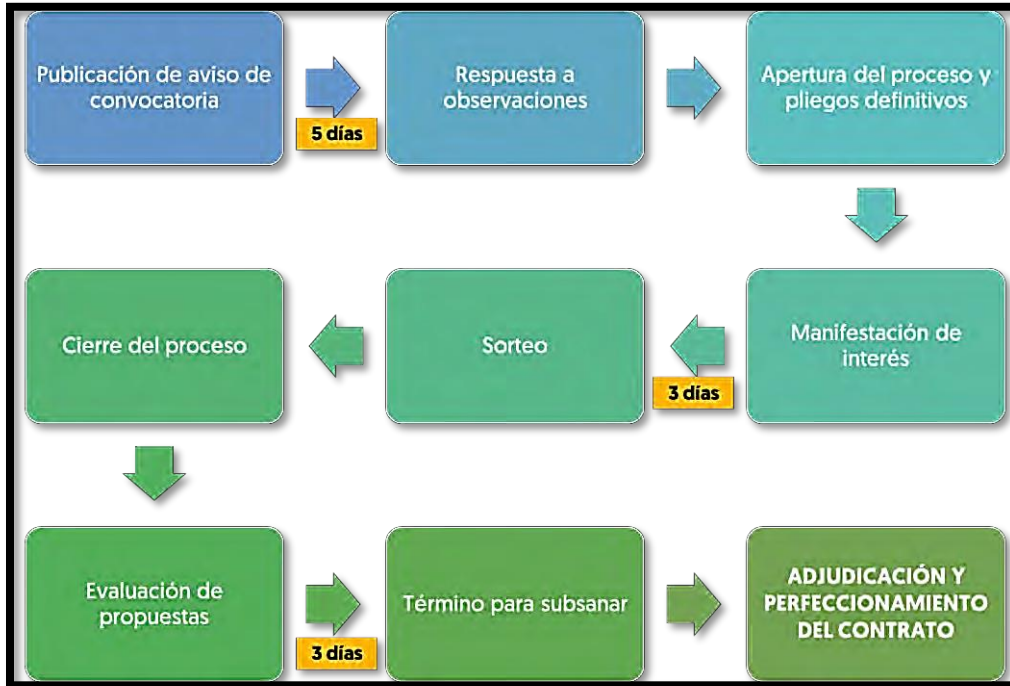 Publicación de aviso de
convocatoria
5 días
Respuesta a
observaciones
Apertura del proceso y
pliegos definitivos
Manifestación de
interés
3 días
Sorteo
Cierre del proceso
Evaluación de
propuestas
3 días
Término para subsanar
ADJUDICACIÓN Y
PERFECCIONAMIENTO
DEL CONTRATO